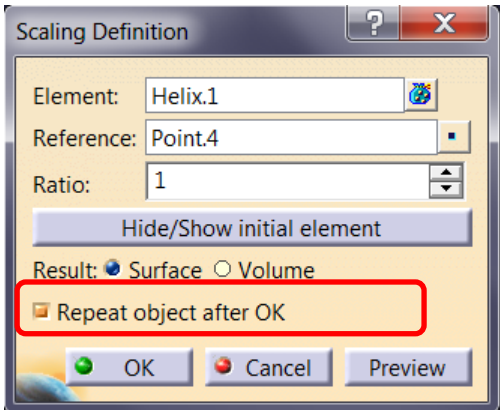 Scaling Definition
? X
Element: Helix.1
Reference: Point.4
Ratio: 1
Hide/Show initial element
Result: Surface Volume
Repeat object after OK
OK Cancel Preview